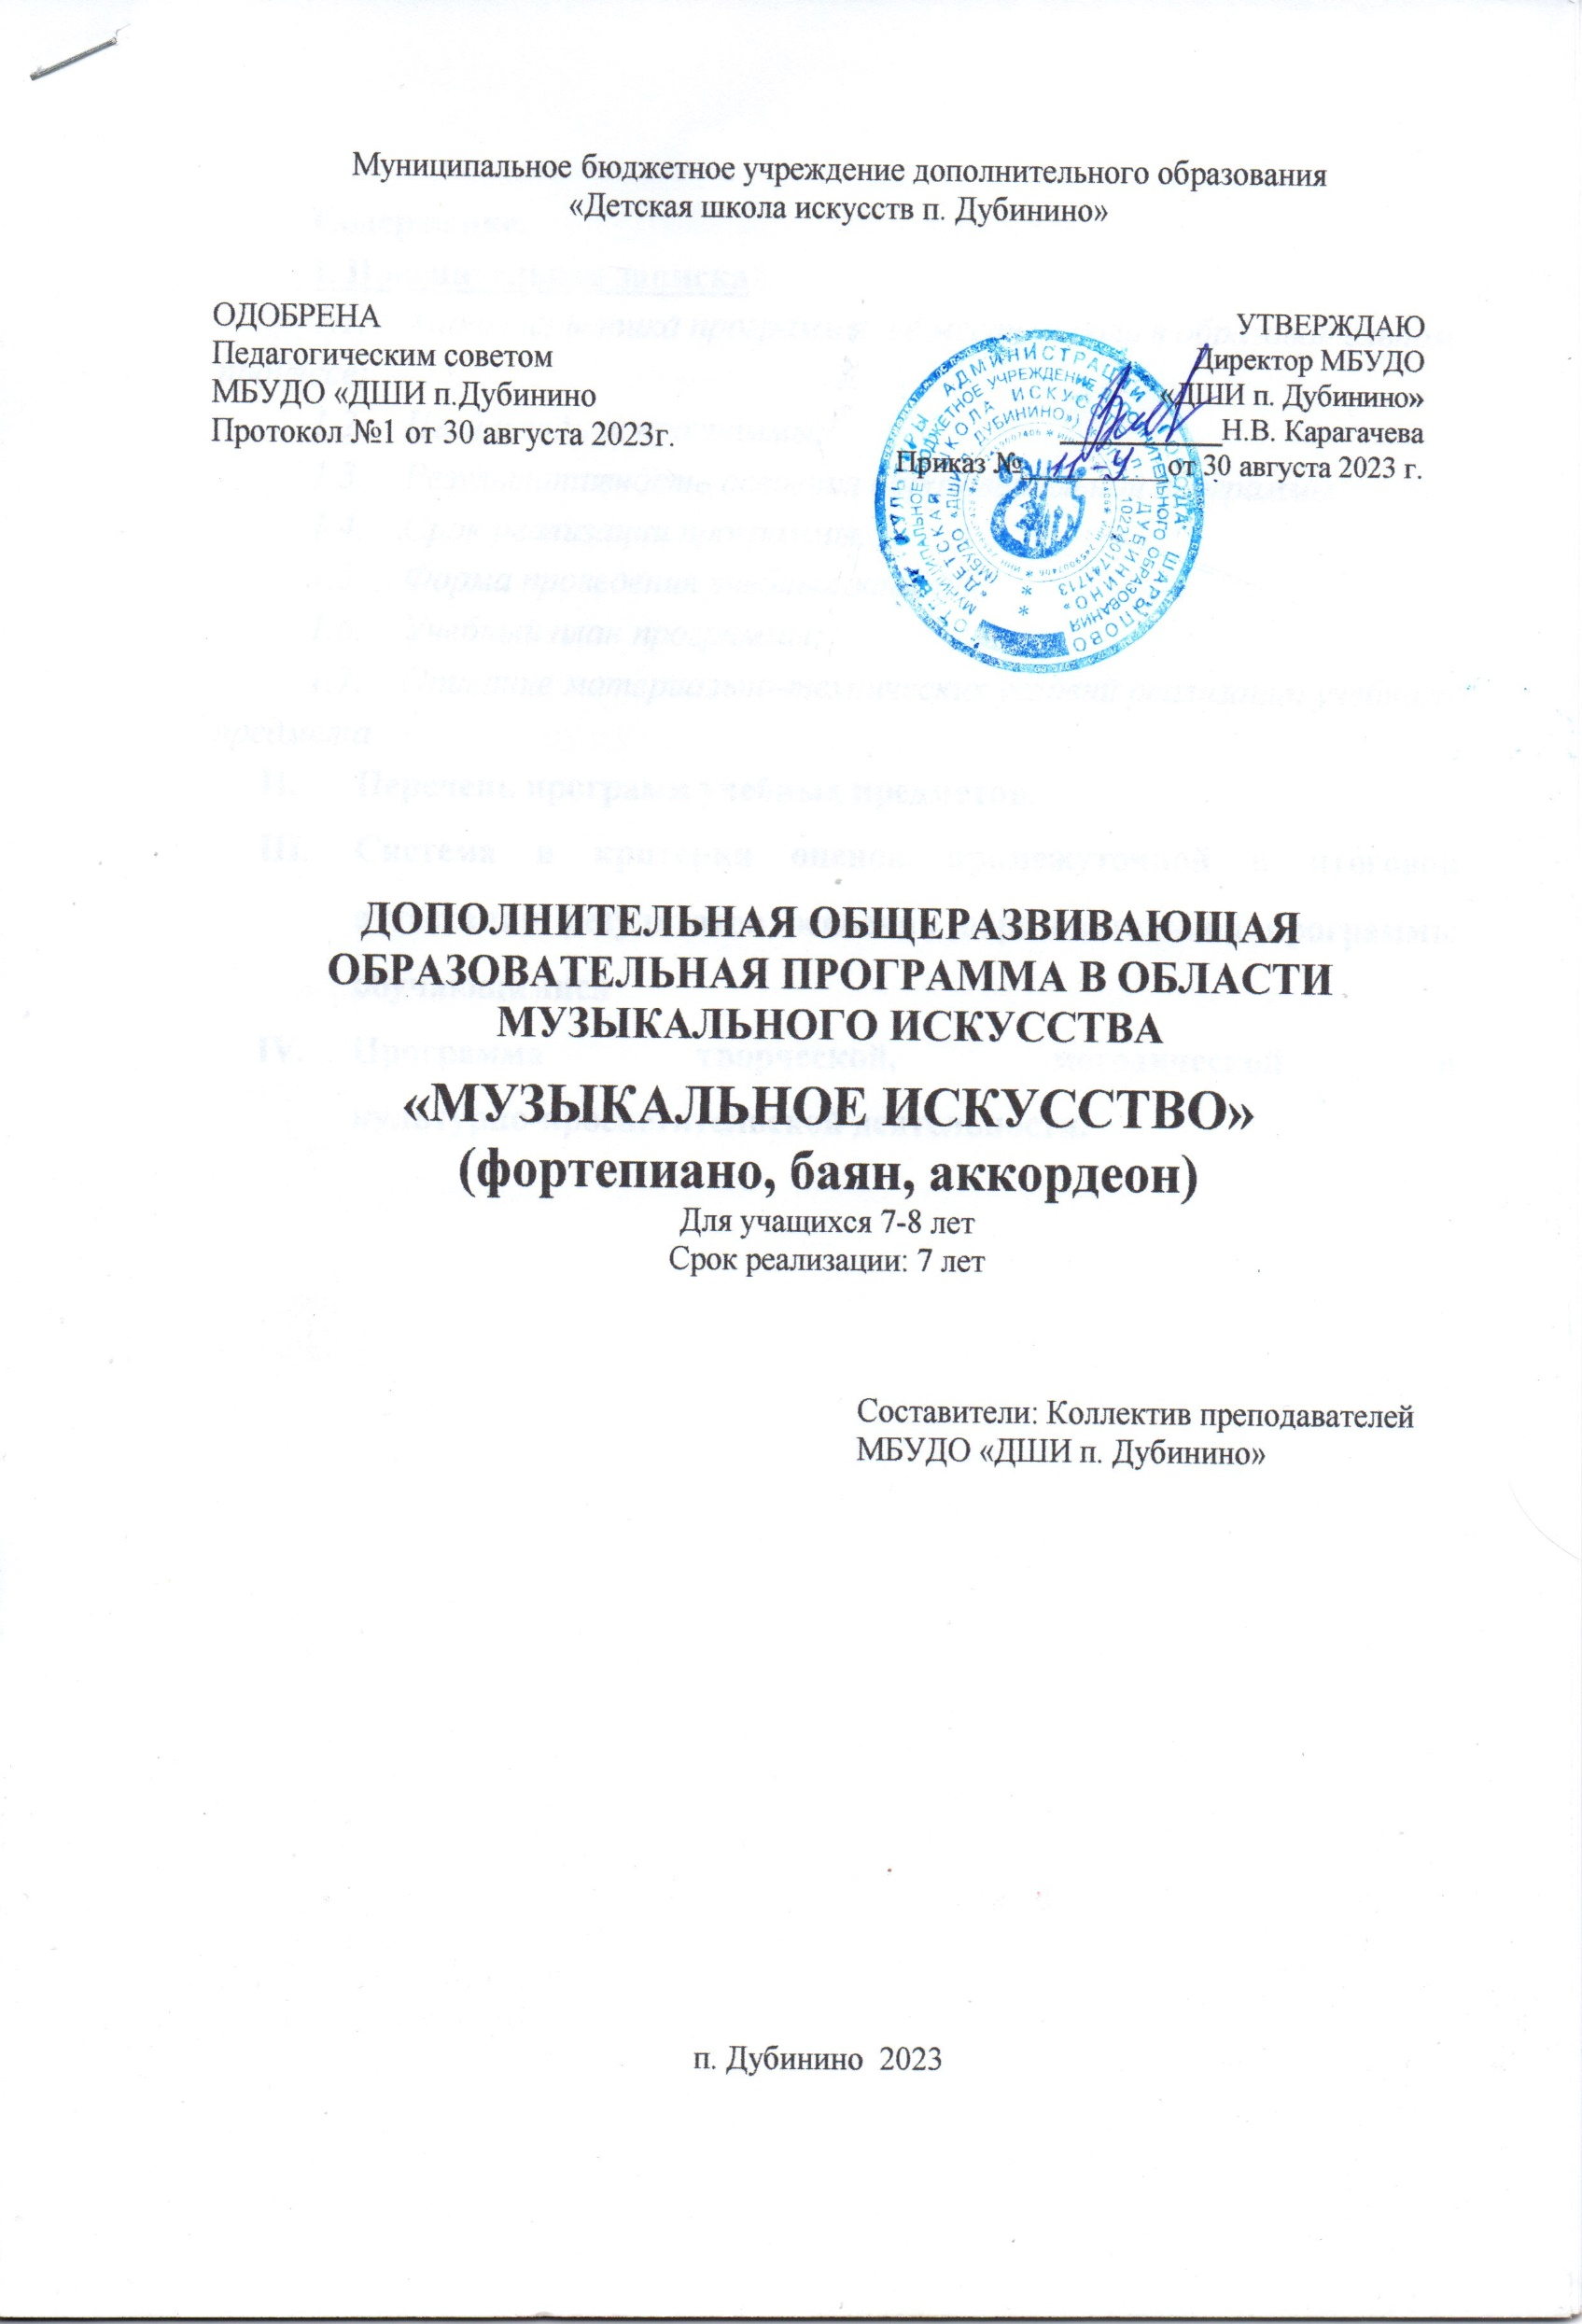 Муниципальное бюджетное учреждение дополнительного образования
«Детская школа искусств п. Дубинино»
ОДОБРЕНА
Педагогическим советом
МБУДО «ДШИ п.Дубинино
Протокол №1 от 30 августа 2023г.
УТВЕРЖДАЮ
Директор МБУДО
«ДШИ п. Дубинино»
Н.В. Карагачева
Приказ № 11-У от 30 августа 2023 г.
ДОПОЛНИТЕЛЬНАЯ ОБЩЕРАЗВИВАЮЩАЯ
ОБРАЗОВАТЕЛЬНАЯ ПРОГРАММА В ОБЛАСТИ
МУЗЫКАЛЬНОГО ИСКУССТВА
«МУЗЫКАЛЬНОЕ ИСКУССТВО»
(фортепиано, баян, аккордеон)
Для учащихся 7-8 лет
Срок реализации: 7 лет
Составители: Коллектив преподавателей
МБУДО «ДШИ п. Дубинино»
п. Дубинино 2023